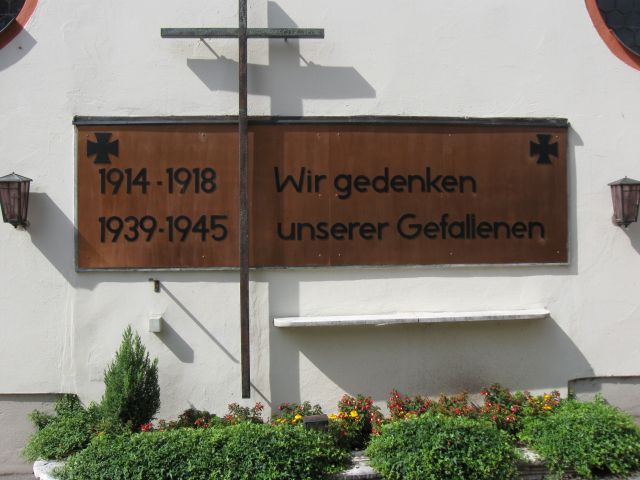 1914 - 1918 Wir gedenken
1939 - 1945 unserer Gefallenen